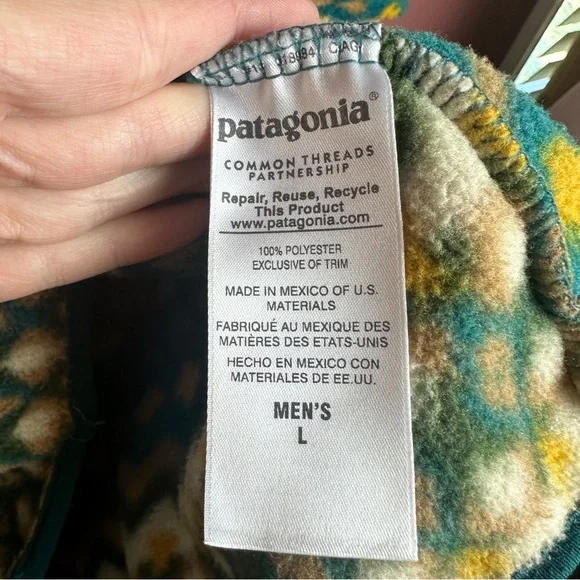 patagonia®
COMMON THREADS
PARTNERSHIP
Repair, Reuse, Recycle
This Product
www.patagonia.com
100% POLYESTER
EXCLUSIVE OF TRIM
MADE IN MEXICO OF U.S.
MATERIALS
FABRIQUÉ AU MEXIQUE DES
MATIÈRES DES ETATS-UNIS
HECHO EN MEXICO CON
MATERIALES DE EE.UU.
MEN'S
L